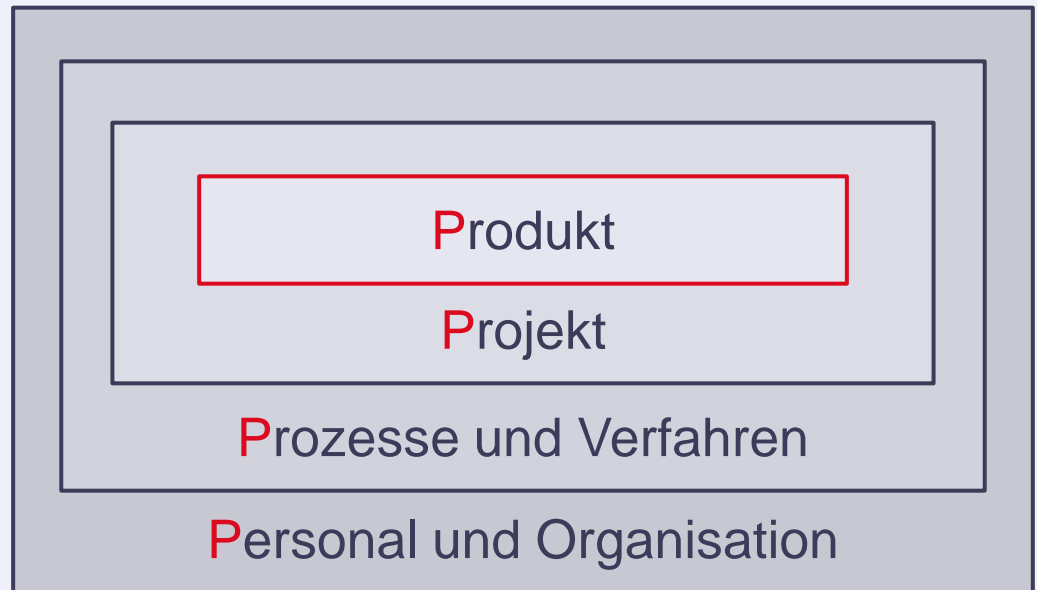 Produkt
Projekt
Prozesse und Verfahren
Personal und Organisation